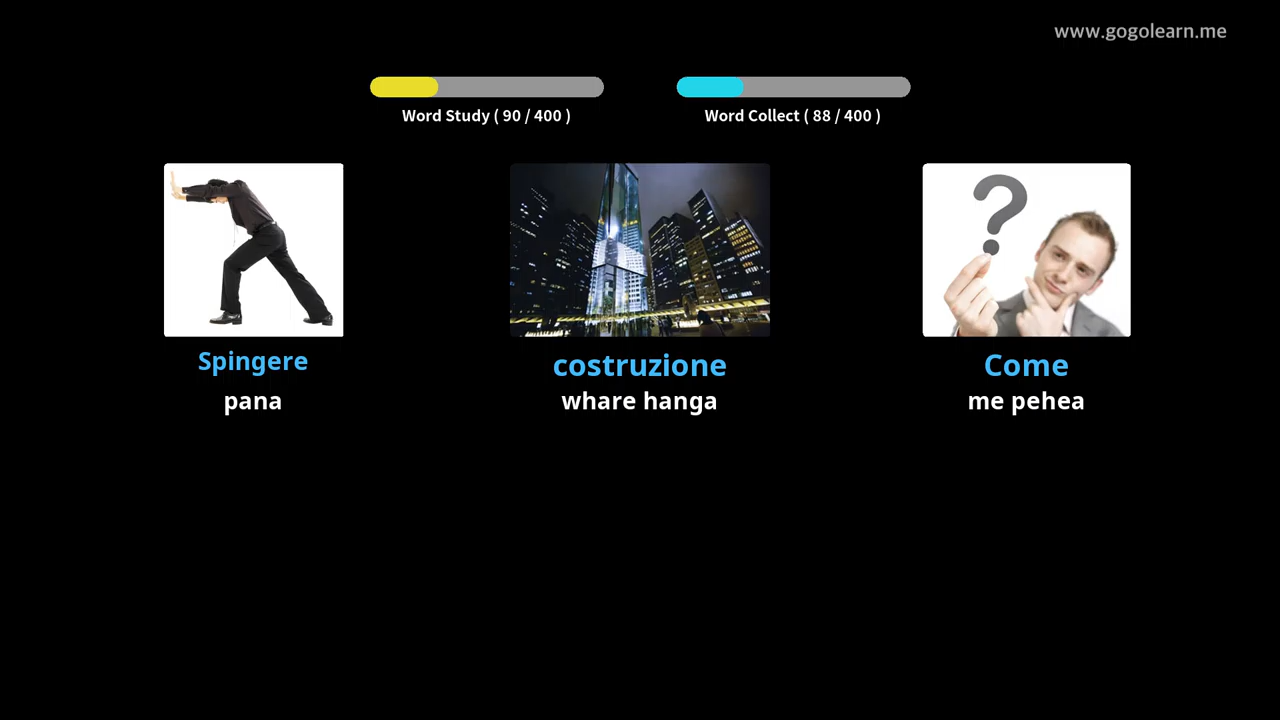 www.gogolearn.me
Word Study ( 90 / 400 )
Word Collect ( 88 / 400 )
Spingere
pana
costruzione
whare hanga
Come
me pehea